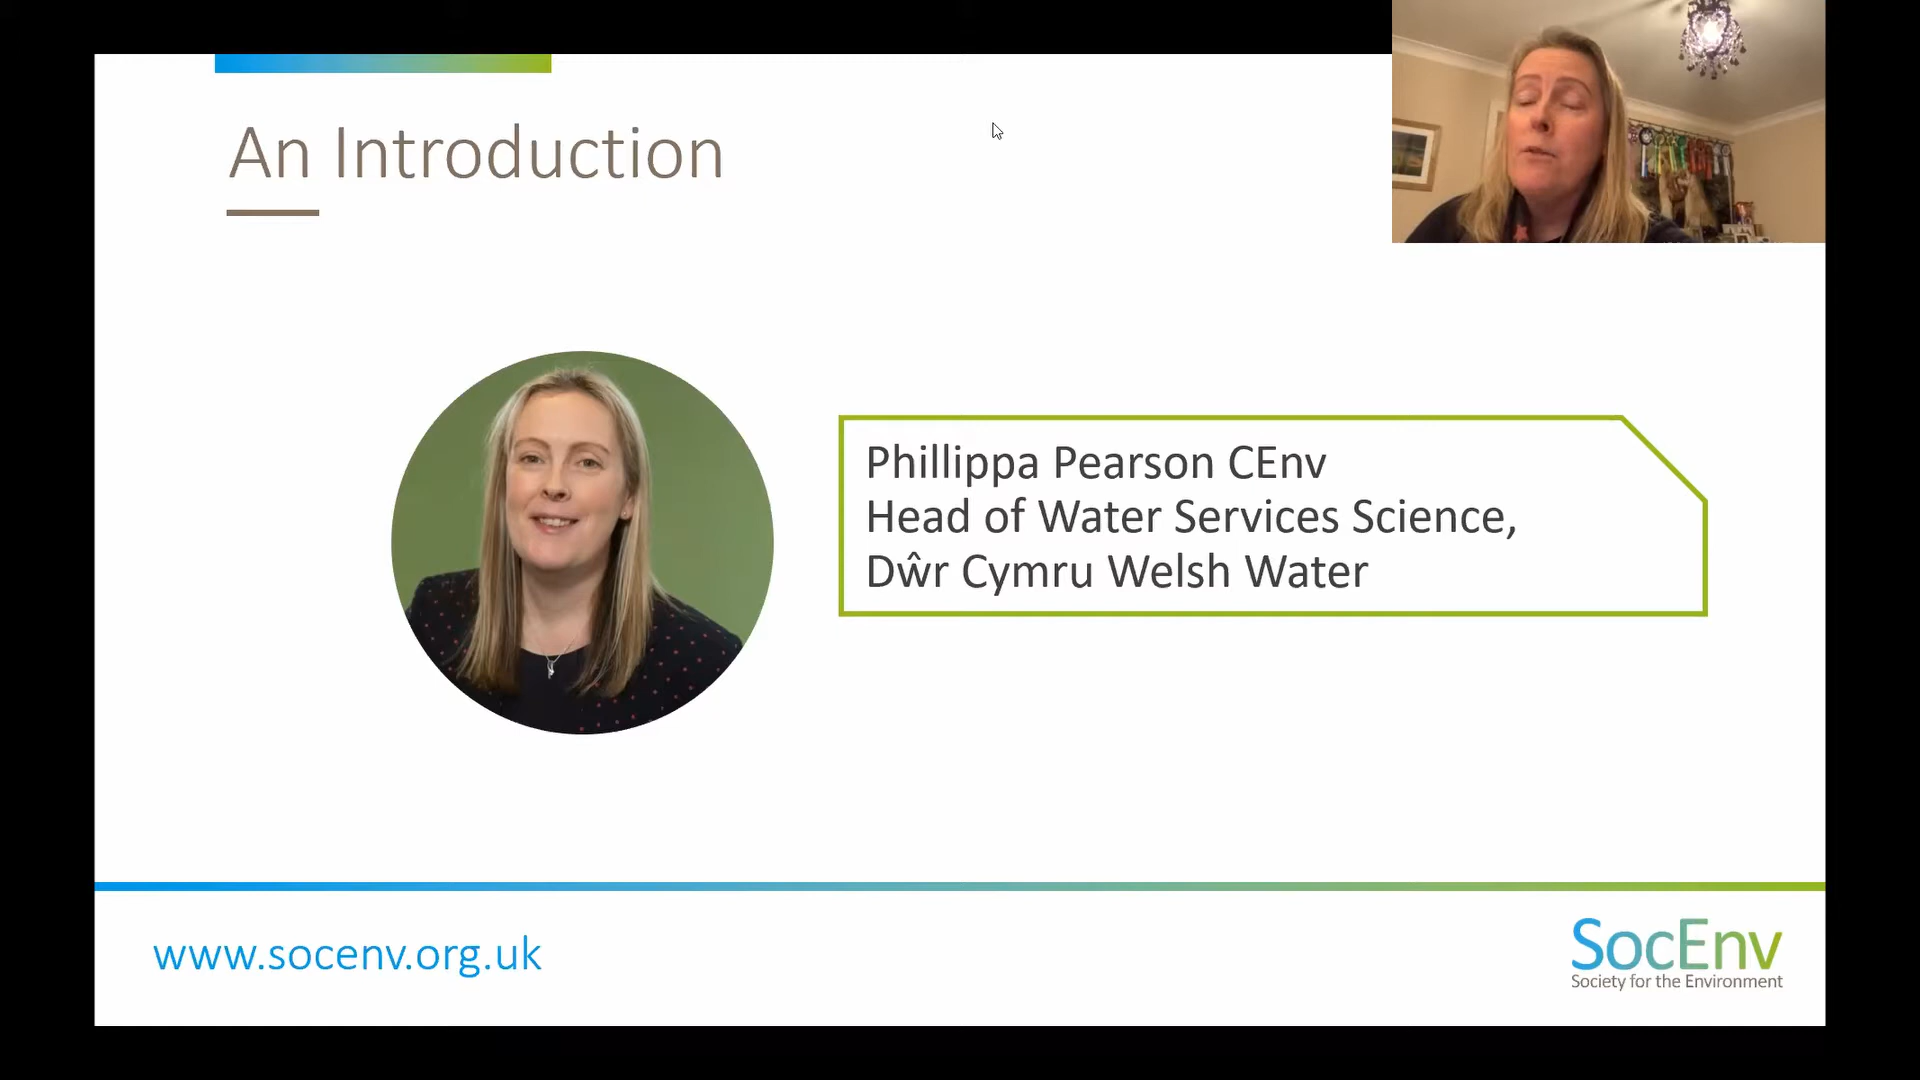 An Introduction
Phillippa Pearson CEnv
Head of Water Services Science,
Dŵr Cymru Welsh Water
www.socenv.org.uk
SocEnv
Society for the Environment